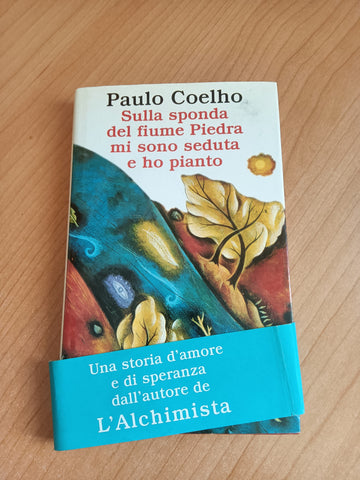 Paulo Coelho
Sulla sponda
del fiume Piedra
mi sono seduta
e ho pianto
Una storia d'amore
e di speranza
dall'autore de
L'Alchimista